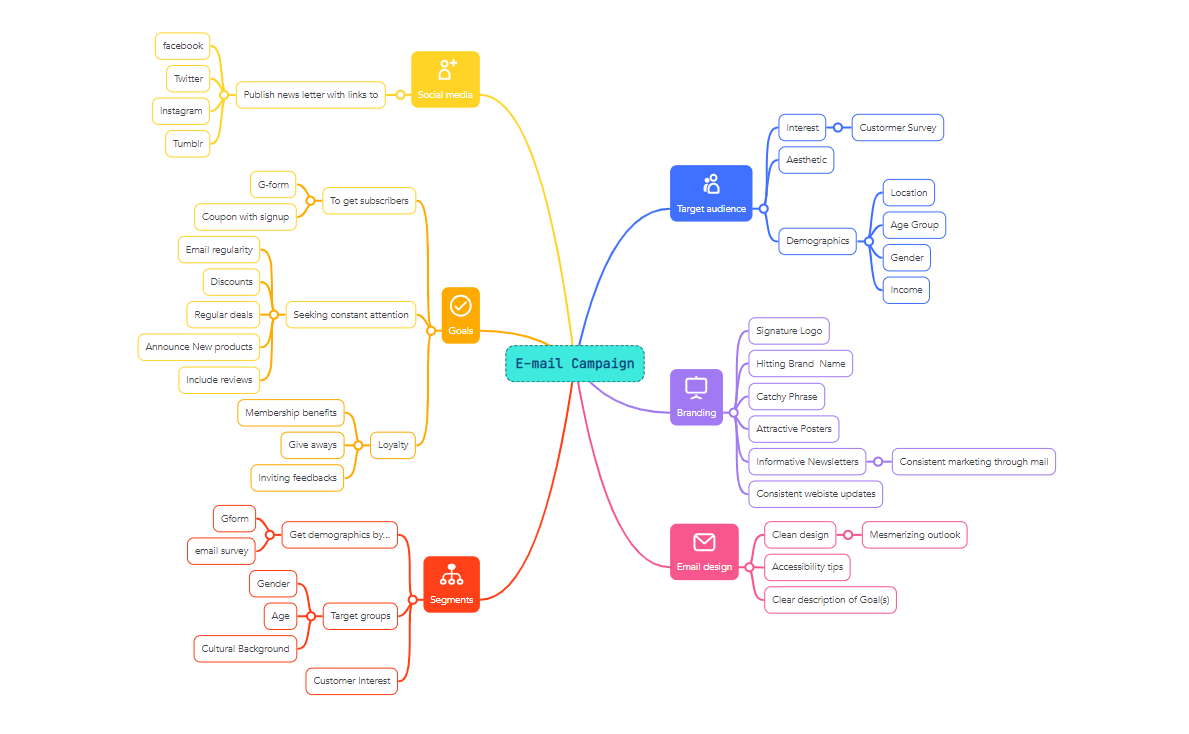 E-mail Campaign
Social media
Publish news letter with links to
facebook
Twitter
Instagram
Tumblr
Goals
To get subscribers
G-form
Coupon with signup
Seeking constant attention
Email regularity
Discounts
Regular deals
Announce New products
Include reviews
Loyalty
Membership benefits
Give aways
Inviting feedbacks
Segments
Get demographics by...
Gform
email survey
Target groups
Gender
Age
Cultural Background
Customer Interest
Target audience
Interest
Custormer Survey
Aesthetic
Demographics
Location
Age Group
Gender
Income
Branding
Signature Logo
Hitting Brand  Name
Catchy Phrase
Attractive Posters
Informative Newsletters
Consistent marketing through mail
Consistent webiste updates
Email design
Clean design
Mesmerizing outlook
Accessibility tips
Clear description of Goal(s)